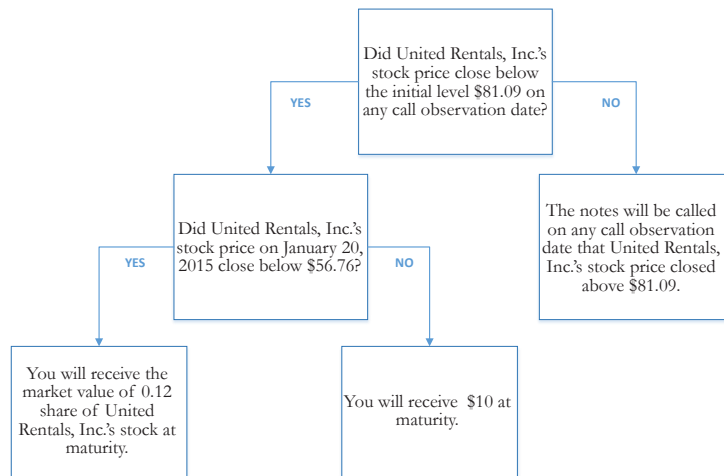 Did United Rentals, Inc.'s
stock price close below
the initial level $81.09 on
any call observation date?
YES
NO
Did United Rentals, Inc.'s
stock price on January 20,
2015 close below $56.76?
The notes will be called
on any call observation
date that United Rentals,
Inc.'s stock price closed
above $81.09.
YES
NO
You will receive the
market value of 0.12
share of United
Rentals, Inc.'s stock at
maturity.
You will receive $10 at
maturity.